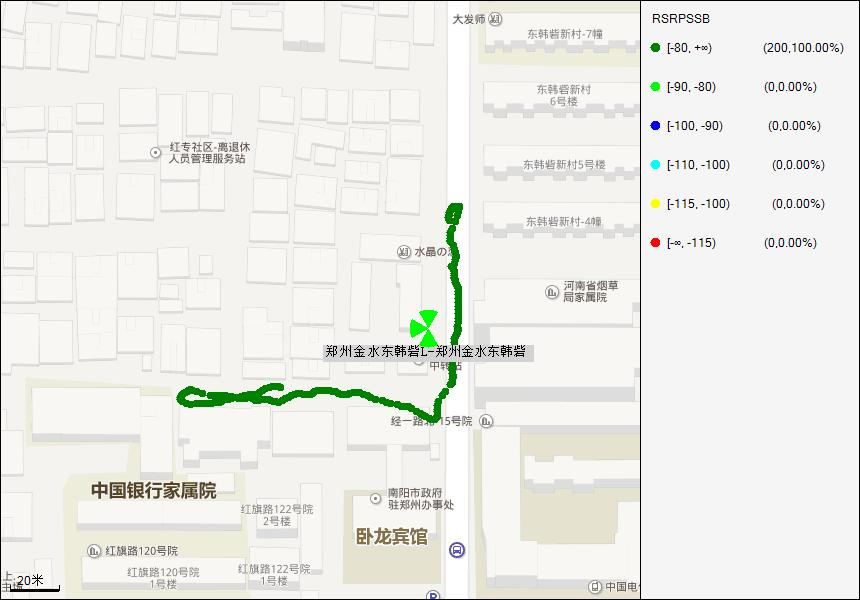 大发师
东韩砦新村-7幢
东韩砦新村
6号楼
红专社区-离退休
人员管理服务站
东韩砦新村5号楼
东韩砦新村-4幢
水晶の
河南省烟草
局家属院
郑州金水东韩砦L-郑州金水东韩砦
中转站
经一路北 15号院
中国银行家属院
南阳市政府
驻郑州办事处
红旗路122号院
2号楼
卧龙宾馆
红旗路120号院
红旗路120号院
1号楼
红旗路122号院
1号楼
20米
中国电
P
RSRPSSB
[-80, +∞) (200,100.00%)
[-90, -80) (0,0.00%)
[-100, -90) (0,0.00%)
[-110, -100) (0,0.00%)
[-115, -100) (0,0.00%)
[-∞, -115) (0,0.00%)